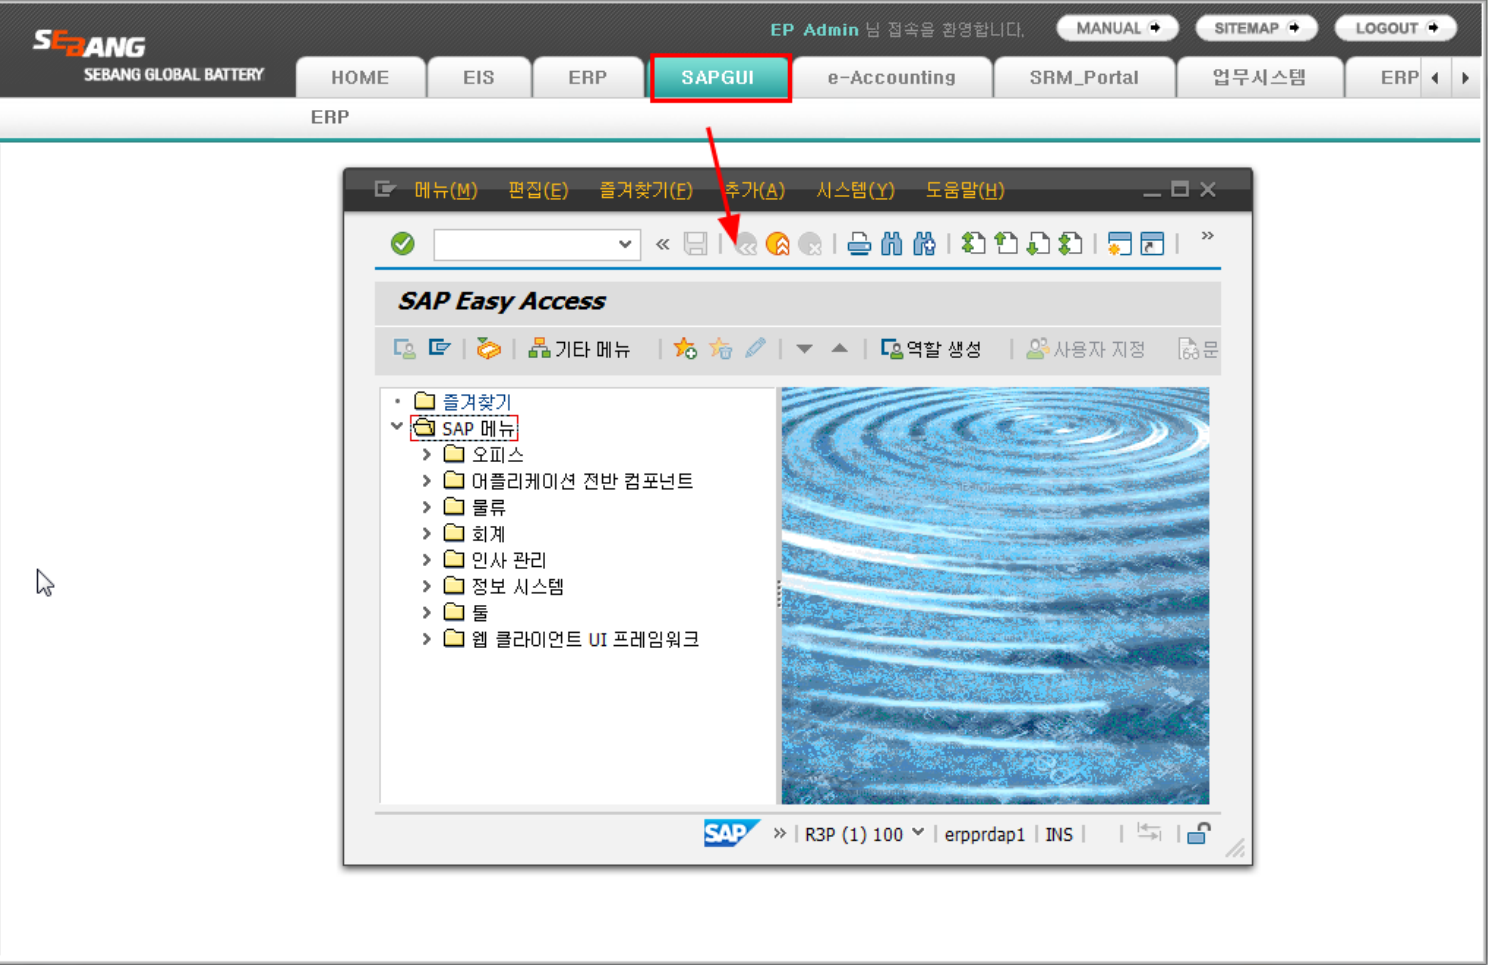 SEBANG
SEBANG GLOBAL BATTERY
EP Admin 님 접속을 환영합니다.
MANUAL
SITEMAP
LOGOUT
HOME
EIS
ERP
SAPGUI
e-Accounting
SRM_Portal
업무시스템
ERP
ERP
메뉴(M) 편집(E) 즐겨찾기(F) 추가(A) 시스템(Y) 도움말(H)
SAP Easy Access
기타 메뉴
역할 생성
사용자 지정
문
즐겨찾기
SAP 메뉴
오피스
어플리케이션 전반 컴포넌트
물류
회계
인사 관리
정보 시스템
툴
웹 클라이언트 UI 프레임워크
SAP
R3P (1) 100
erpprdap1
INS